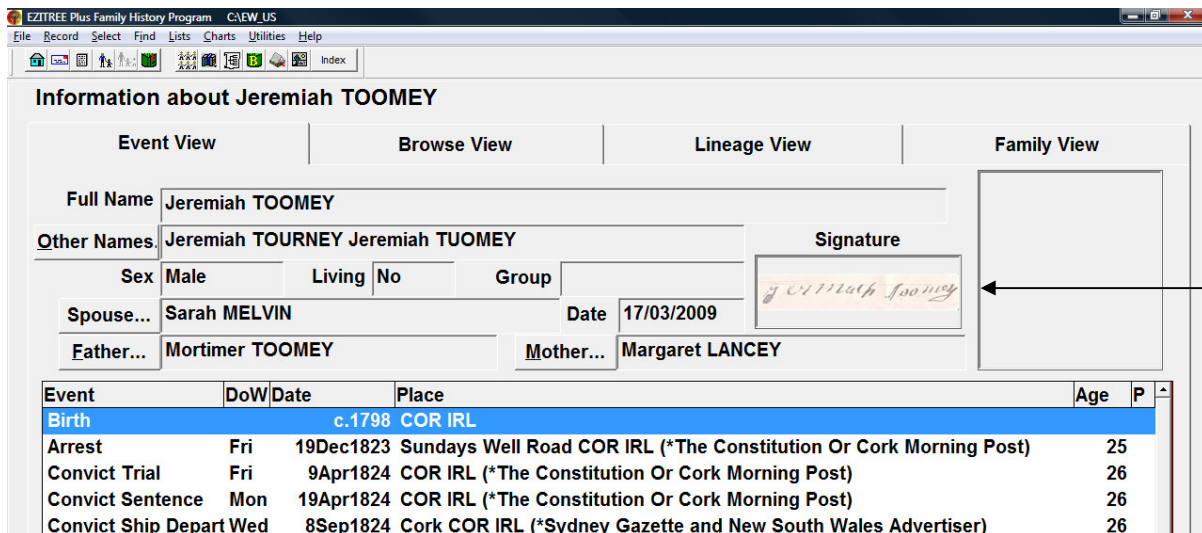 EZITREE Plus Family History Program C:\EW_US
File Record Select Find Lists Charts Utilities Help
Index
Information about Jeremiah TOOMEY
Event View Browse View Lineage View Family View
Full Name Jeremiah TOOMEY
Other Names. Jeremiah TOURNEY Jeremiah TUOMEY Signature
Sex Male Living No Group
Jermiah Toomey
Spouse... Sarah MELVIN Date 17/03/2009
Father... Mortimer TOOMEY Mother... Margaret LANCEY
Event DoW Date Place Age P
Birth c.1798 COR IRL
Arrest Fri 19Dec1823 Sundays Well Road COR IRL (*The Constitution Or Cork Morning Post) 25
Convict Trial Fri 9Apr1824 COR IRL (*The Constitution Or Cork Morning Post) 26
Convict Sentence Mon 19Apr1824 COR IRL (*The Constitution Or Cork Morning Post) 26
Convict Ship Depart Wed 8Sep1824 Cork COR IRL (*Sydney Gazette and New South Wales Advertiser) 26